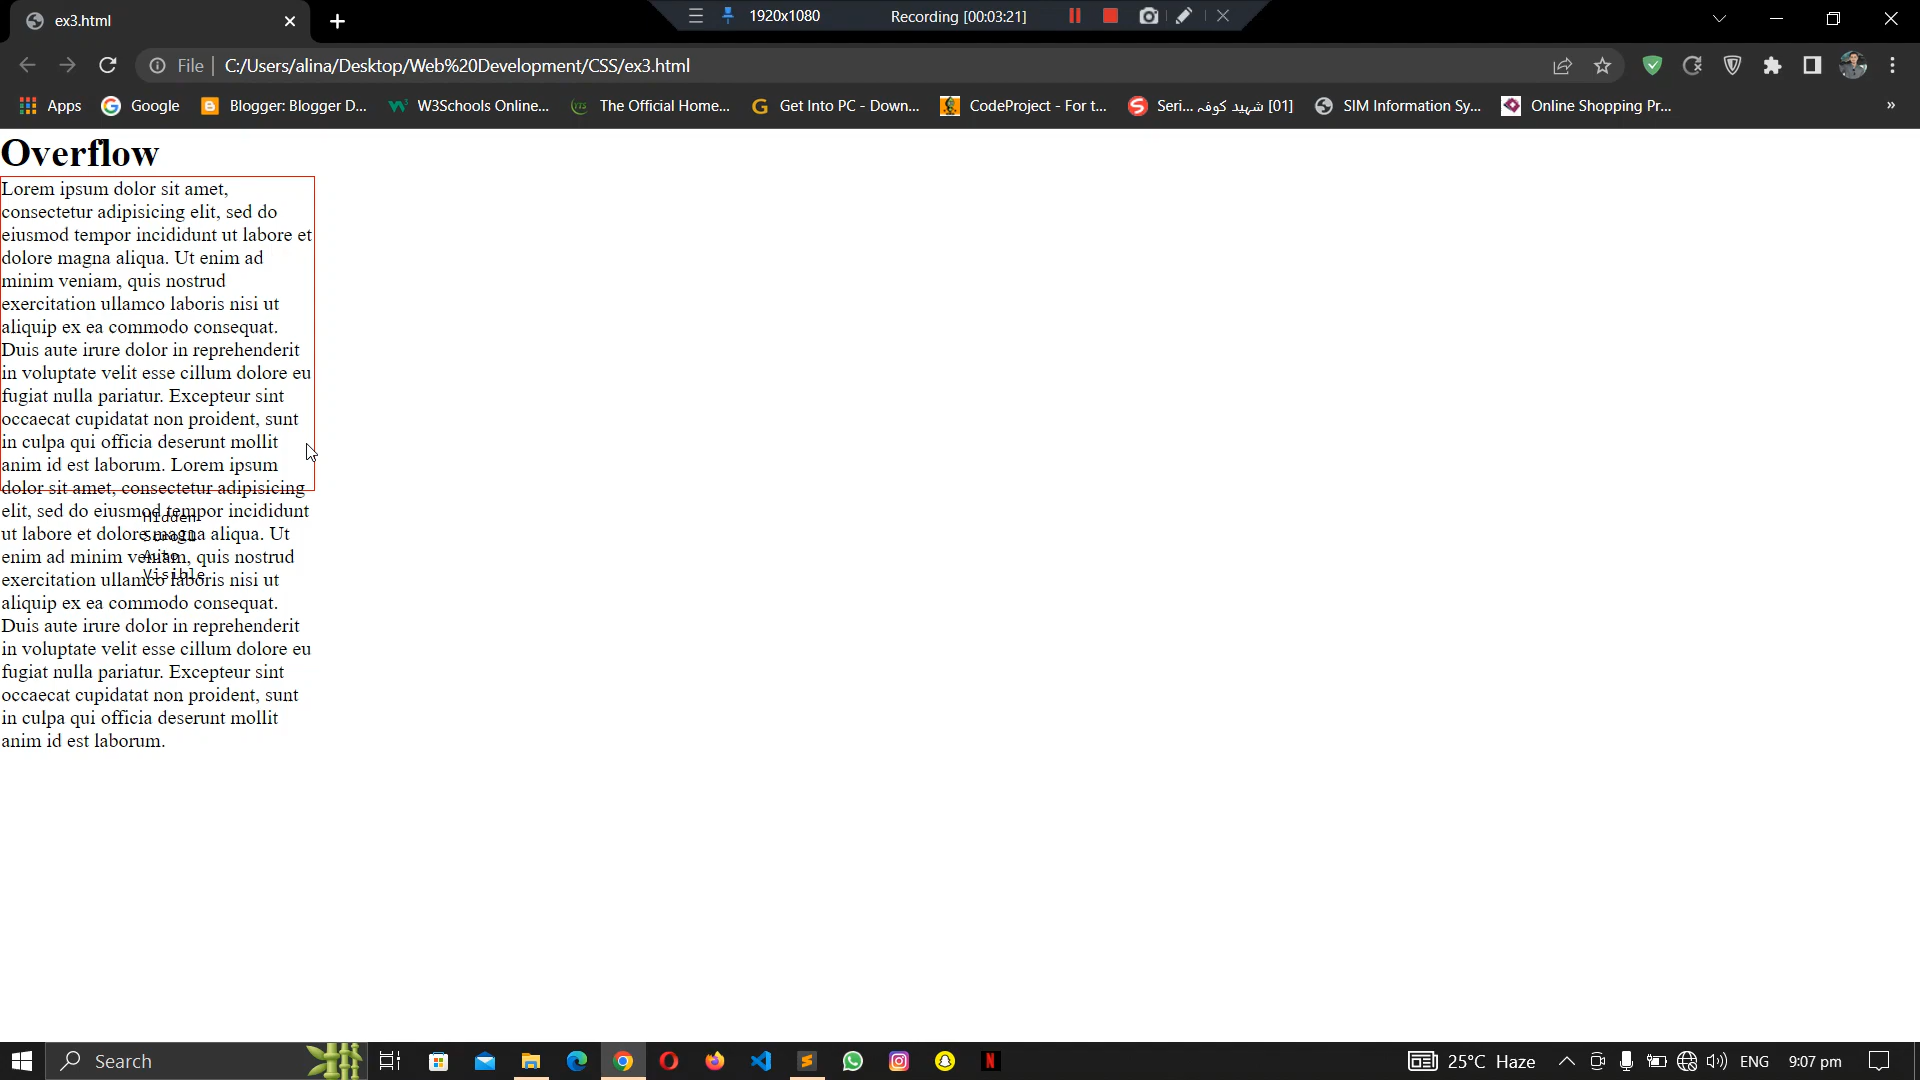 ex3.html
1920x1080 Recording [00:03:21]
File C:/Users/alina/Desktop/Web%20Development/CSS/ex3.html
Apps Google Blogger: Blogger D... W3Schools Online... The Official Home... Get Into PC - Down... CodeProject - For t... Seri... شہید کوفہ [01] SIM Information Sy... Online Shopping Pr... »
Overflow
Lorem ipsum dolor sit amet,
consectetur adipisicing elit, sed do
eiusmod tempor incididunt ut labore et
dolore magna aliqua. Ut enim ad
minim veniam, quis nostrud
exercitation ullamco laboris nisi ut
aliquip ex ea commodo consequat.
Duis aute irure dolor in reprehenderit
in voluptate velit esse cillum dolore eu
fugiat nulla pariatur. Excepteur sint
occaecat cupidatat non proident, sunt
in culpa qui officia deserunt mollit
anim id est laborum. Lorem ipsum
dolor sit amet, consectetur adipisicing
elit, sed do eiusmod tempor incididunt
ut labore et dolore magna aliqua. Ut
enim ad minim veniam, quis nostrud
exercitation ullamco laboris nisi ut
aliquip ex ea commodo consequat.
Duis aute irure dolor in reprehenderit
in voluptate velit esse cillum dolore eu
fugiat nulla pariatur. Excepteur sint
occaecat cupidatat non proident, sunt
in culpa qui officia deserunt mollit
anim id est laborum.
Hidden
Scroll
Auto
Visible
Search 25°C Haze ENG 9:07 pm